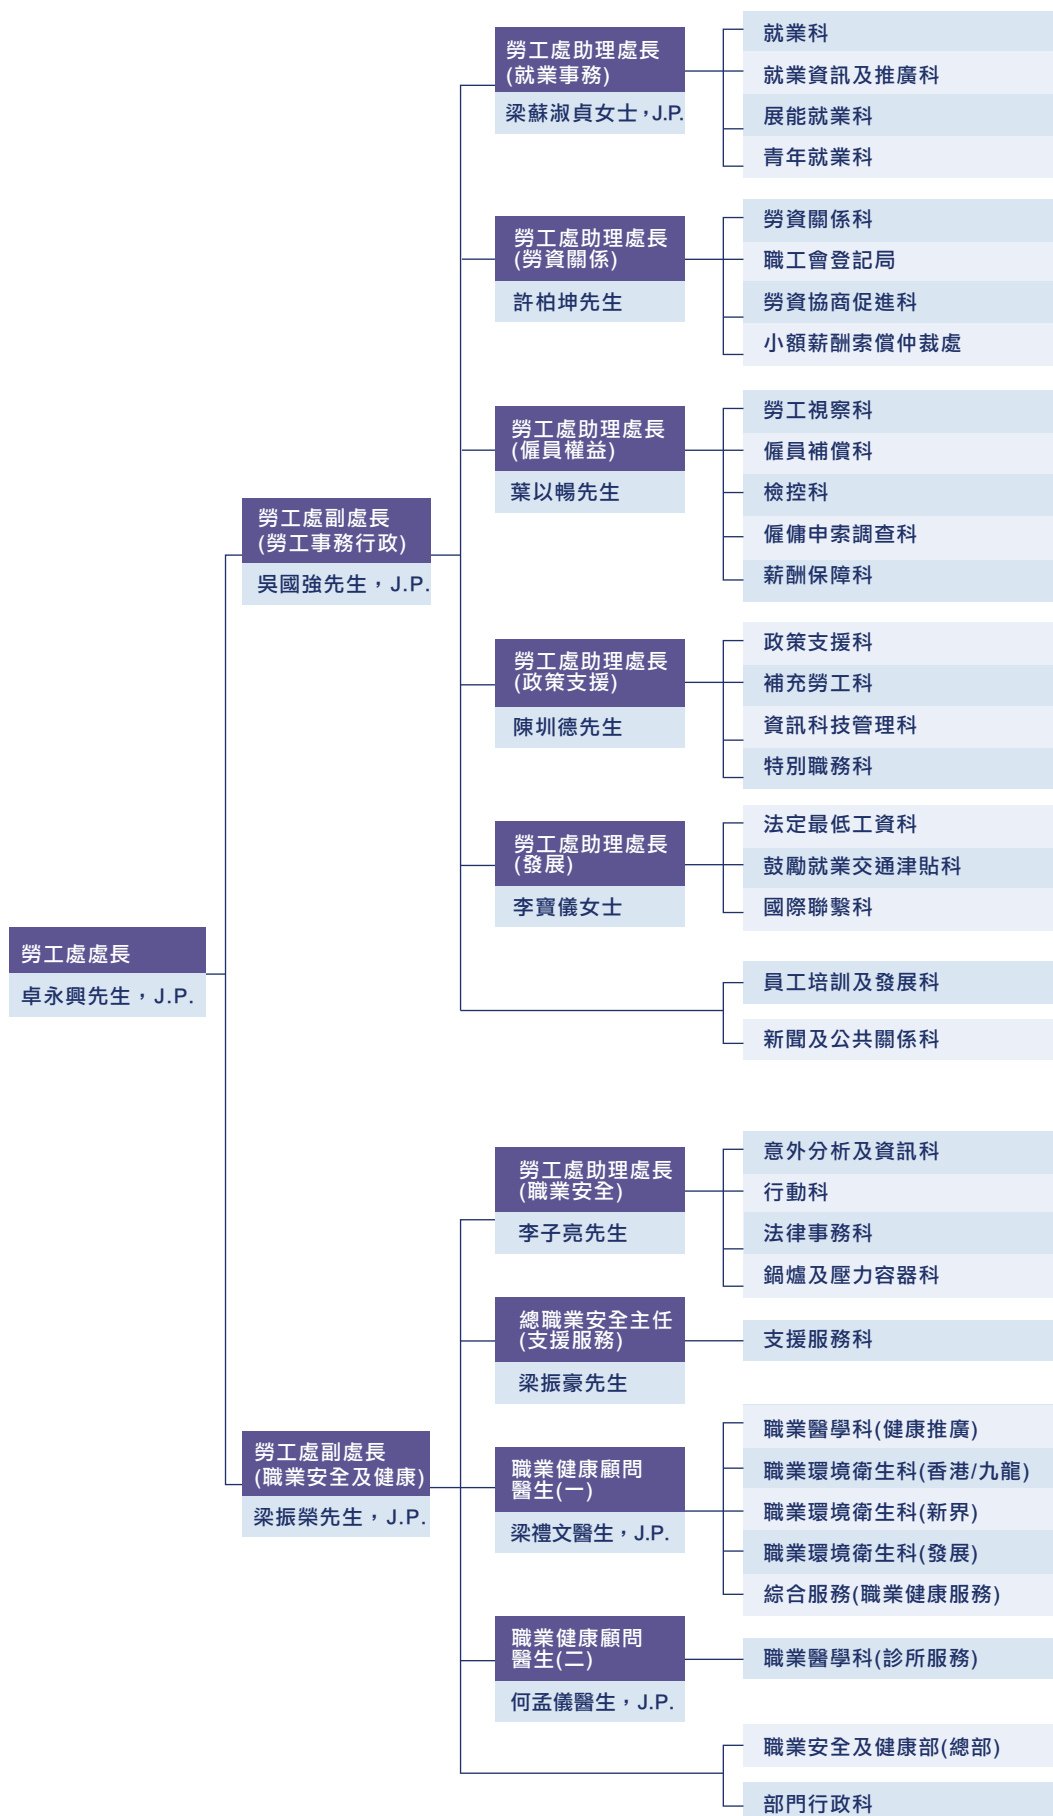 勞工處處長
卓永興先生，J.P.
勞工處副處長
(勞工事務行政)
吳國強先生，J.P.
勞工處助理處長
(就業事務)
梁蘇淑貞女士，J.P.
就業科
就業資訊及推廣科
展能就業科
青年就業科
勞工處助理處長
(勞資關係)
許柏坤先生
勞資關係科
職工會登記局
勞資協商促進科
小額薪酬索償仲裁處
勞工處助理處長
(僱員權益)
葉以暢先生
勞工視察科
僱員補償科
檢控科
僱傭申索調查科
薪酬保障科
勞工處助理處長
(政策支援)
陳圳德先生
政策支援科
補充勞工科
資訊科技管理科
特別職務科
勞工處助理處長
(發展)
李寶儀女士
法定最低工資科
鼓勵就業交通津貼科
國際聯繫科
員工培訓及發展科
新聞及公共關係科
勞工處副處長
(職業安全及健康)
梁振榮先生，J.P.
勞工處助理處長
(職業安全)
李子亮先生
意外分析及資訊科
行動科
法律事務科
鍋爐及壓力容器科
總職業安全主任
(支援服務)
梁振豪先生
支援服務科
職業健康顧問
醫生(一)
梁禮文醫生，J.P.
職業醫學科(健康推廣)
職業環境衛生科(香港/九龍)
職業環境衛生科(新界)
職業環境衛生科(發展)
綜合服務(職業健康服務)
職業健康顧問
醫生(二)
何孟儀醫生，J.P.
職業醫學科(診所服務)
職業安全及健康部(總部)
部門行政科